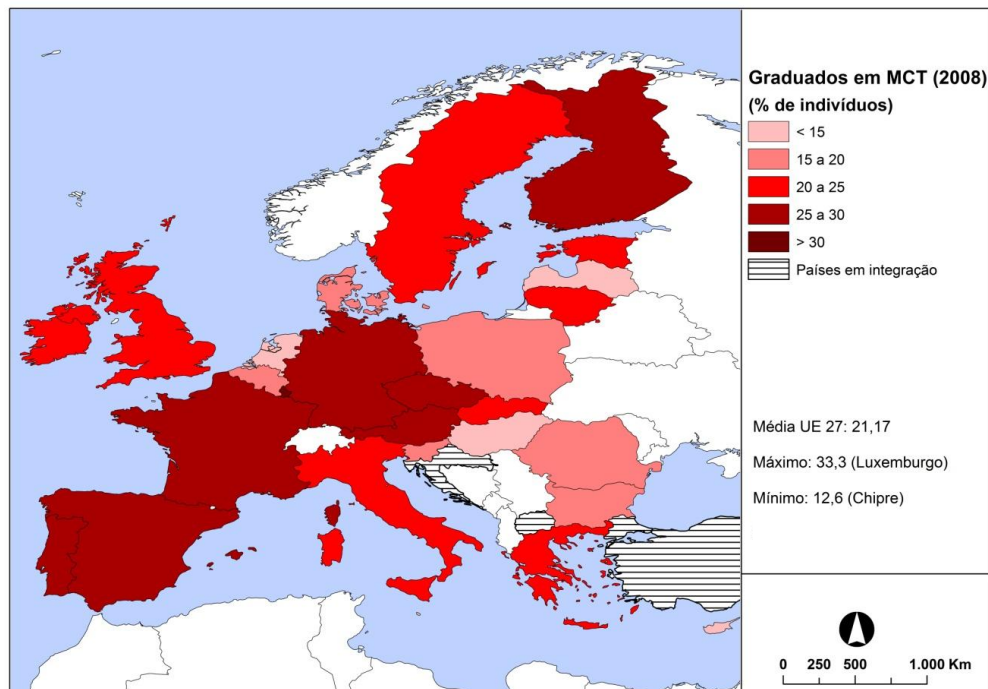 Graduados em MCT (2008)
(% de indivíduos)
< 15
15 a 20
20 a 25
25 a 30
> 30
Países em integração
Média UE 27: 21,17
Máximo: 33,3 (Luxemburgo)
Mínimo: 12,6 (Chipre)
0 250 500 1.000 Km